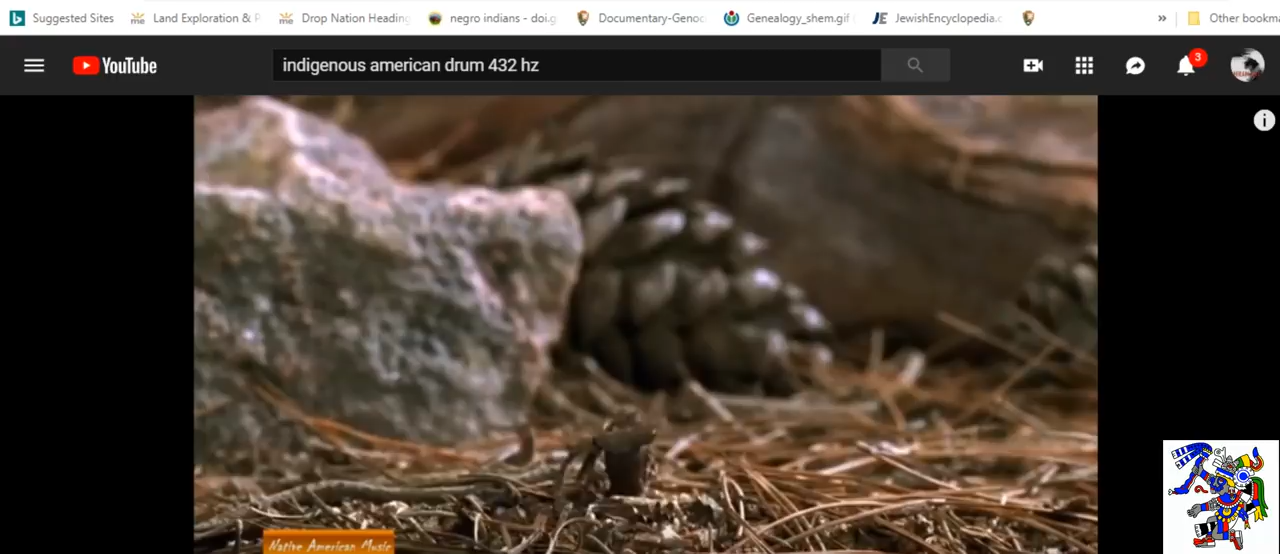 Suggested Sites
Land Exploration & P
Drop Nation Heading
negro indians - doi.g
Documentary-Genoc
Genealogy_shem.gif (
JewishEncyclopedia.c
»
Other bookma
YouTube
indigenous american drum 432 hz
3
Native American Music